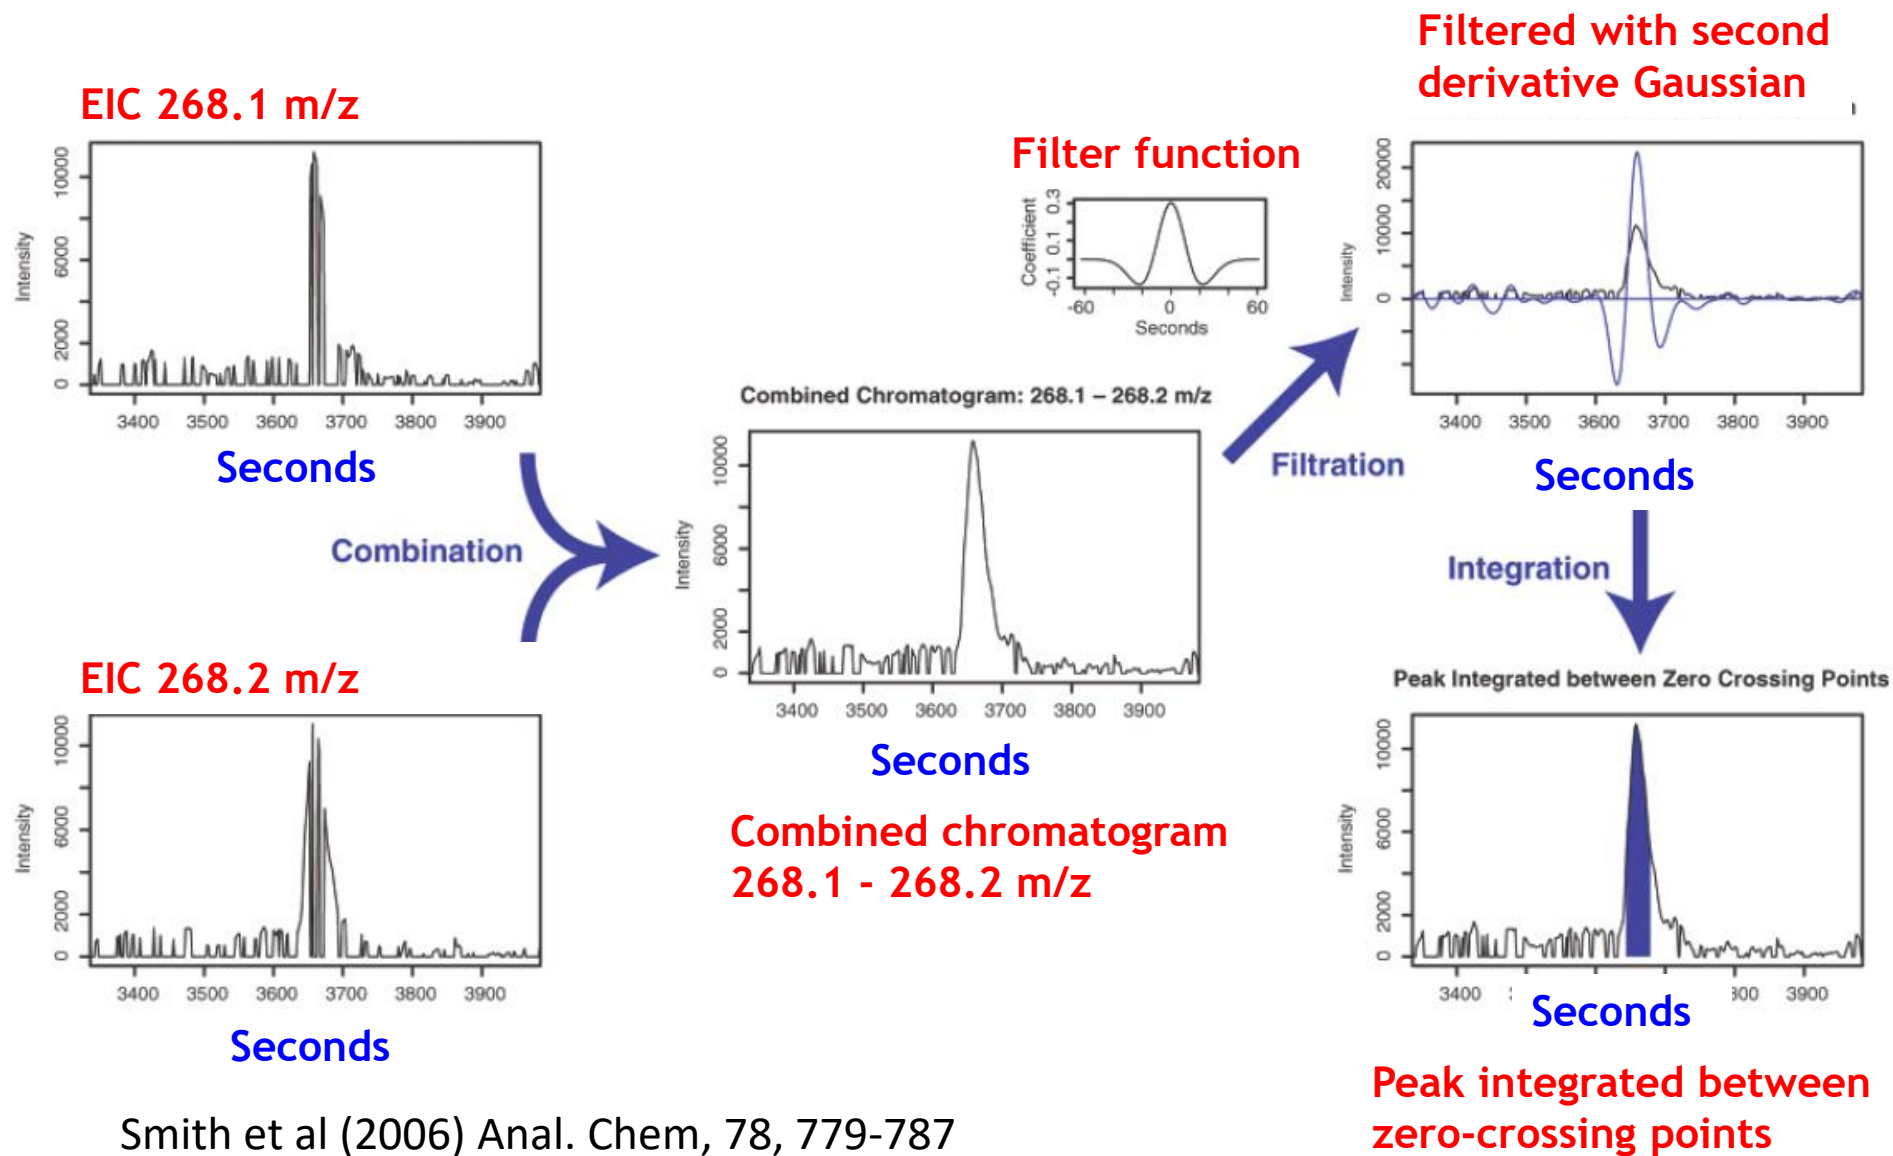 Filtered with second
derivative Gaussian
EIC 268.1 m/z
Intensity
0 2000 6000 10000
3400 3500 3600 3700 3800 3900
Seconds
Filter function
Coefficient
-0.1 0.1 0.3
-60 0 60
Seconds
Intensity
0 10000 20000
3400 3500 3600 3700 3800 3900
Seconds
Combination
Combined Chromatogram: 268.1 – 268.2 m/z
Intensity
0 2000 6000 10000
3400 3500 3600 3700 3800 3900
Seconds
Combined chromatogram
268.1 - 268.2 m/z
Filtration
Integration
EIC 268.2 m/z
Intensity
0 2000 6000 10000
3400 3500 3600 3700 3800 3900
Seconds
Peak Integrated between Zero Crossing Points
Intensity
0 2000 6000 10000
3400 3900
Seconds
Peak integrated between
zero-crossing points
Smith et al (2006) Anal. Chem, 78, 779-787